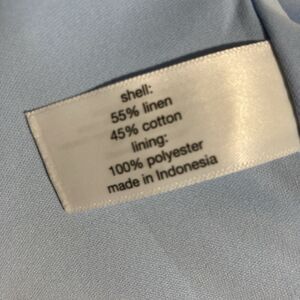 shell:
55% linen
45% cotton
lining:
100% polyester
made in Indonesia